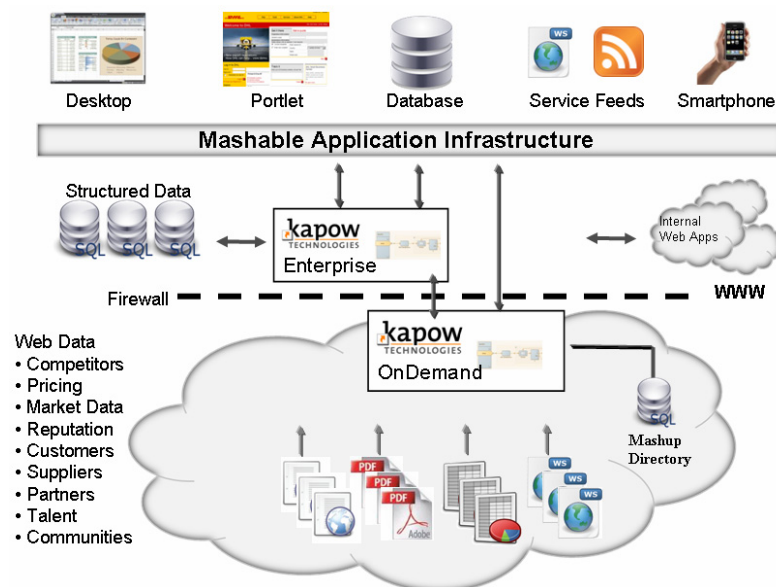 WS
Desktop
Portlet
Database
Service Feeds
Smartphone
Mashable Application Infrastructure
Structured Data
SQL
SQL
SQL
kapow
TECHNOLOGIES
Enterprise
Internal
Web Apps
Firewall
WWW
kapow
TECHNOLOGIES
OnDemand
Web Data
• Competitors
• Pricing
• Market Data
• Reputation
• Customers
• Suppliers
• Partners
• Talent
• Communities
SQL
Mashup
Directory
PDF
PDF
PDF
Adobe
WS
WS
WS